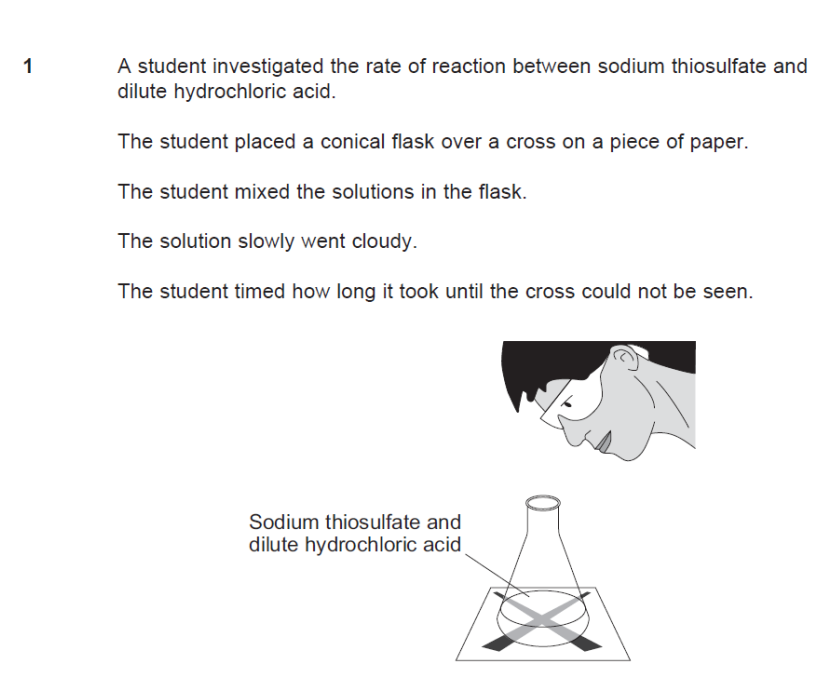 1 A student investigated the rate of reaction between sodium thiosulfate and
dilute hydrochloric acid.
The student placed a conical flask over a cross on a piece of paper.
The student mixed the solutions in the flask.
The solution slowly went cloudy.
The student timed how long it took until the cross could not be seen.
Sodium thiosulfate and
dilute hydrochloric acid